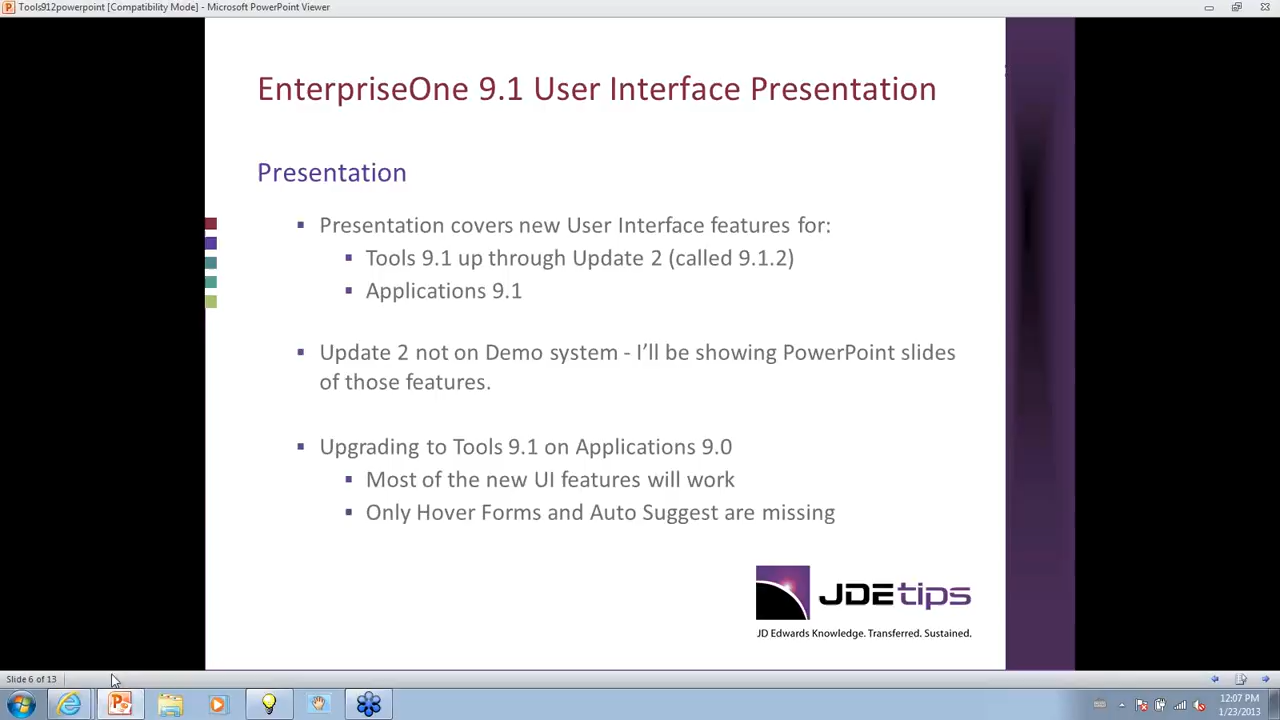 Tools912powerpoint [Compatibility Mode] - Microsoft PowerPoint Viewer
EnterpriseOne 9.1 User Interface Presentation
Presentation
▪ Presentation covers new User Interface features for:
▪ Tools 9.1 up through Update 2 (called 9.1.2)
▪ Applications 9.1
▪ Update 2 not on Demo system - I'll be showing PowerPoint slides
of those features.
▪ Upgrading to Tools 9.1 on Applications 9.0
▪ Most of the new UI features will work
▪ Only Hover Forms and Auto Suggest are missing
JDEtips
JD Edwards Knowledge. Transferred. Sustained.
Slide 6 of 13
12:07 PM
1/23/2013